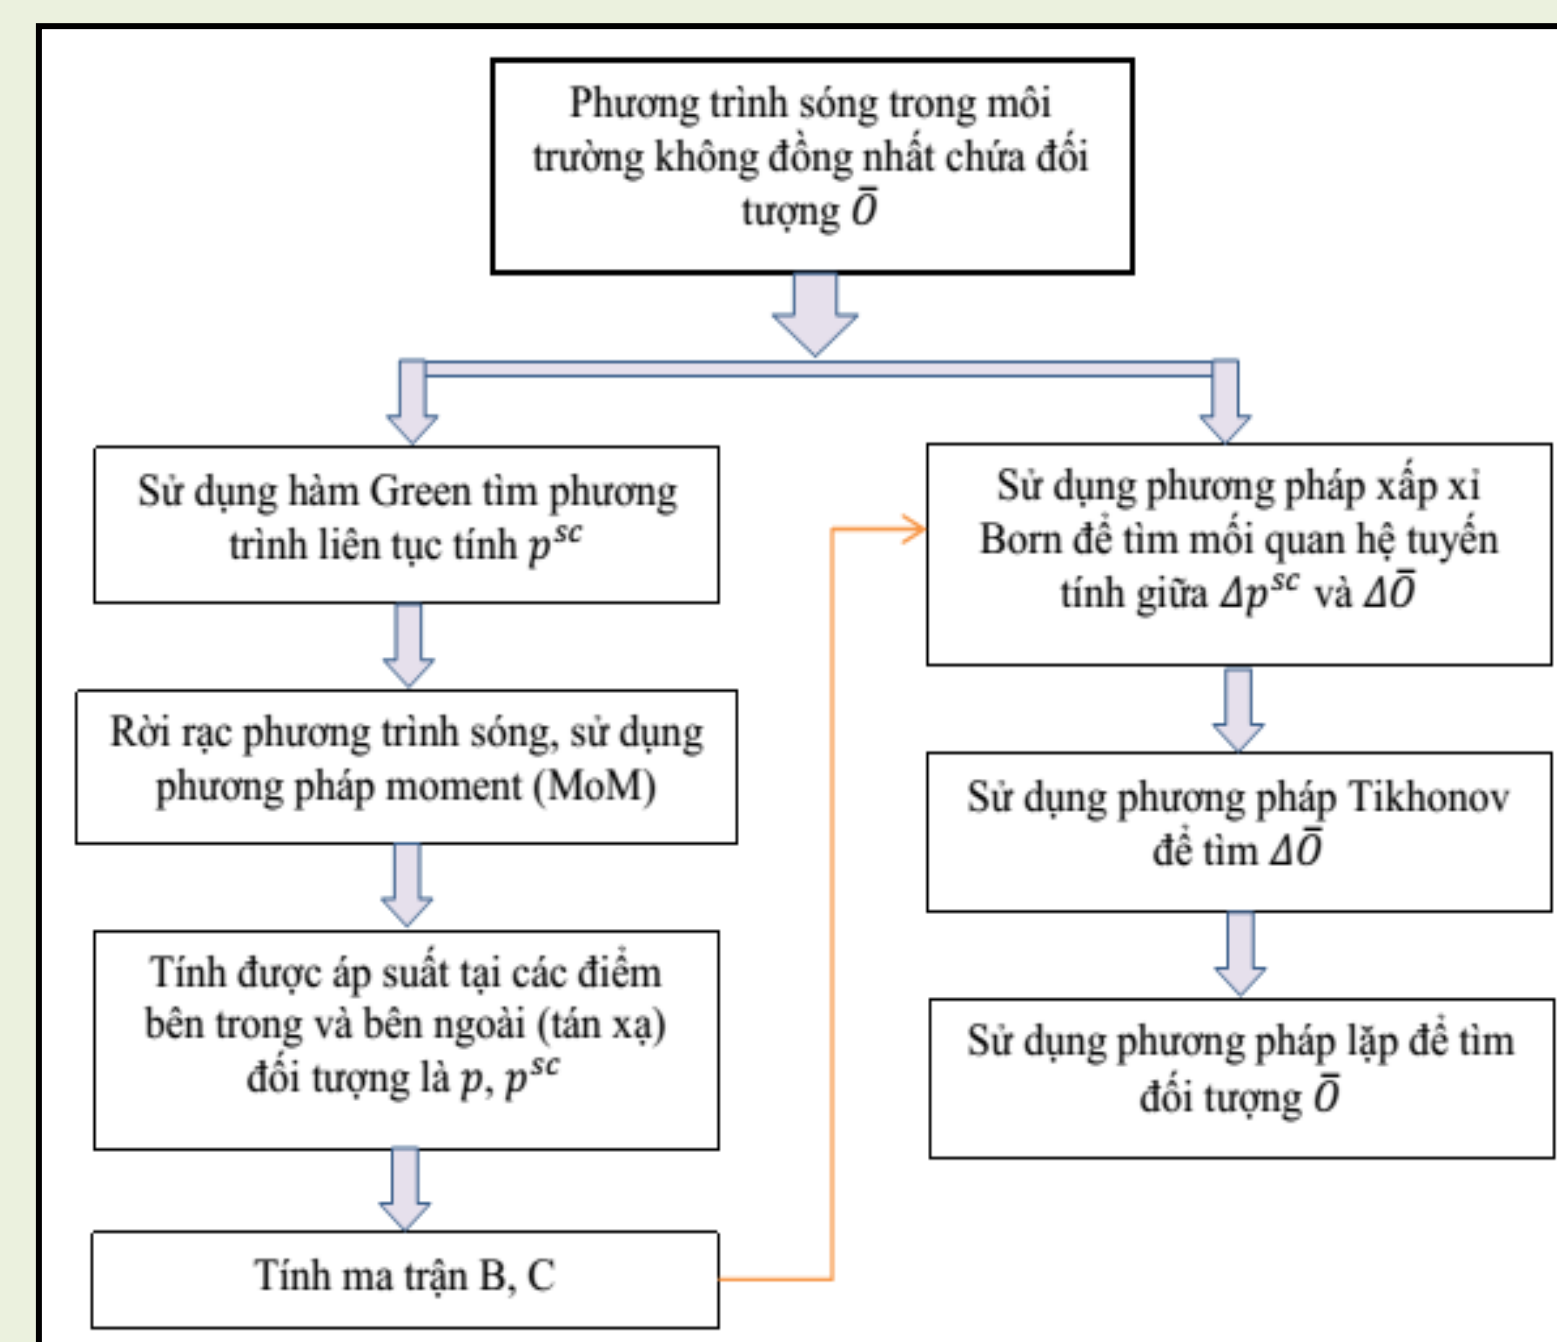 Phương trình sóng trong môi
trường không đồng nhất chứa đối
tượng Ō
Sử dụng hàm Green tìm phương
trình liên tục tính pˢᶜ
Rời rạc phương trình sóng, sử dụng
phương pháp moment (MoM)
Tính được áp suất tại các điểm
bên trong và bên ngoài (tán xạ)
đối tượng là p, pˢᶜ
Tính ma trận B, C
Sử dụng phương pháp xấp xỉ
Born để tìm mối quan hệ tuyến
tính giữa Δpˢᶜ và ΔŌ
Sử dụng phương pháp Tikhonov
để tìm ΔŌ
Sử dụng phương pháp lặp để tìm
đối tượng Ō